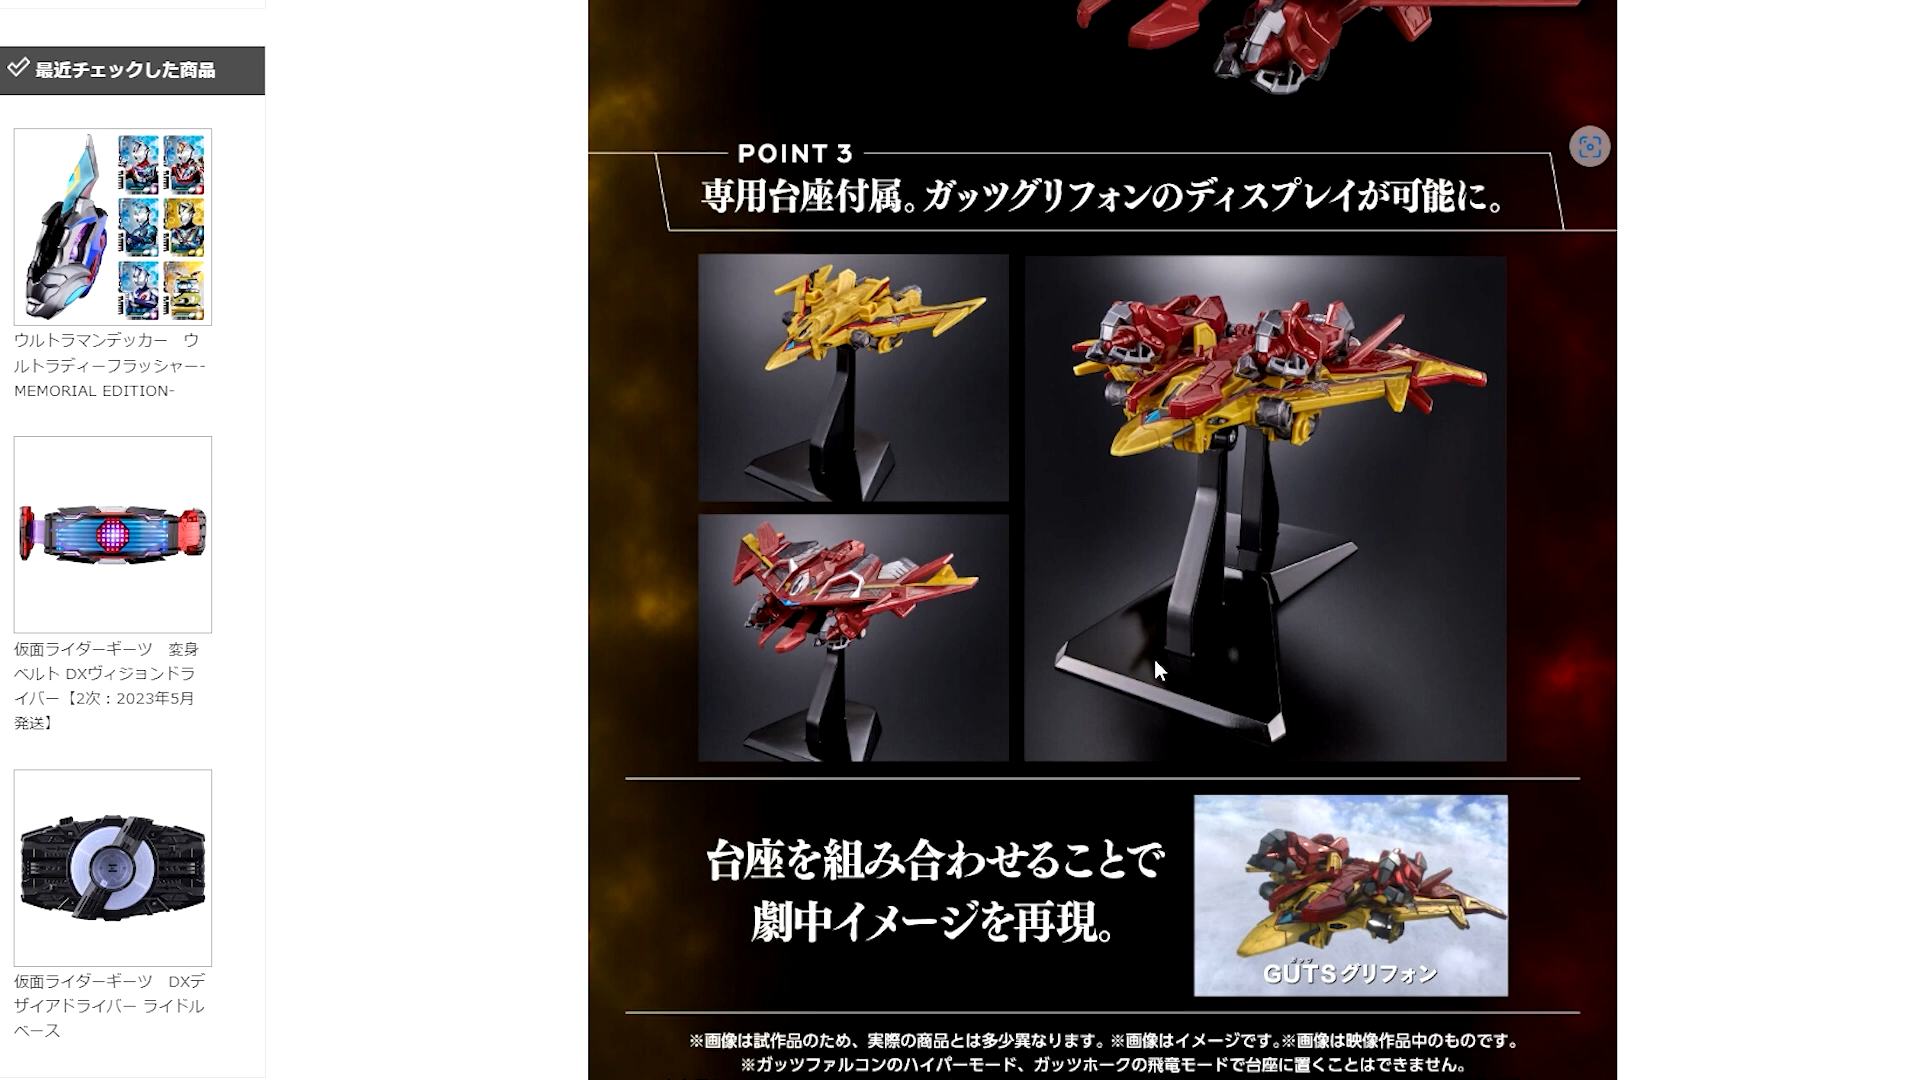 最近チェックした商品
ウルトラマンデッカー　ウ
ルトラディーフラッシャー-
MEMORIAL EDITION-
仮面ライダーギーツ　変身
ベルト DXヴィジョンドラ
イバー【2次：2023年5月
発送】
仮面ライダーギーツ　DXデ
ザイアドライバー ライドル
ベース
POINT 3
専用台座付属。ガッツグリフォンのディスプレイが可能に。
台座を組み合わせることで
劇中イメージを再現。
ガッツ
GUTSグリフォン
※画像は試作品のため、実際の商品とは多少異なります。※画像はイメージです。※画像は映像作品中のものです。
※ガッツファルコンのハイパーモード、ガッツホークの飛竜モードで台座に置くことはできません。